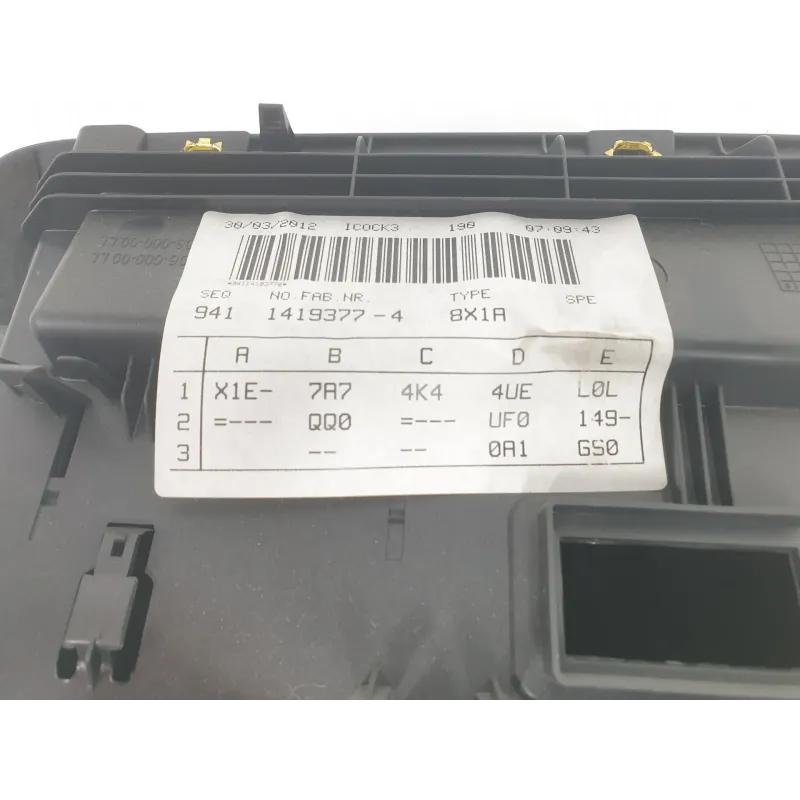 30/03/2012 ICOCK3 190 07:09:43
SEQ NO.FAB.NR. TYPE SPE
941 1419377-4 8X1A
A B C D E
1 X1E- 7A7 4K4 4UE L0L
2 =--- QQ0 =--- UF0 149-
3 -- -- 0A1 GS0